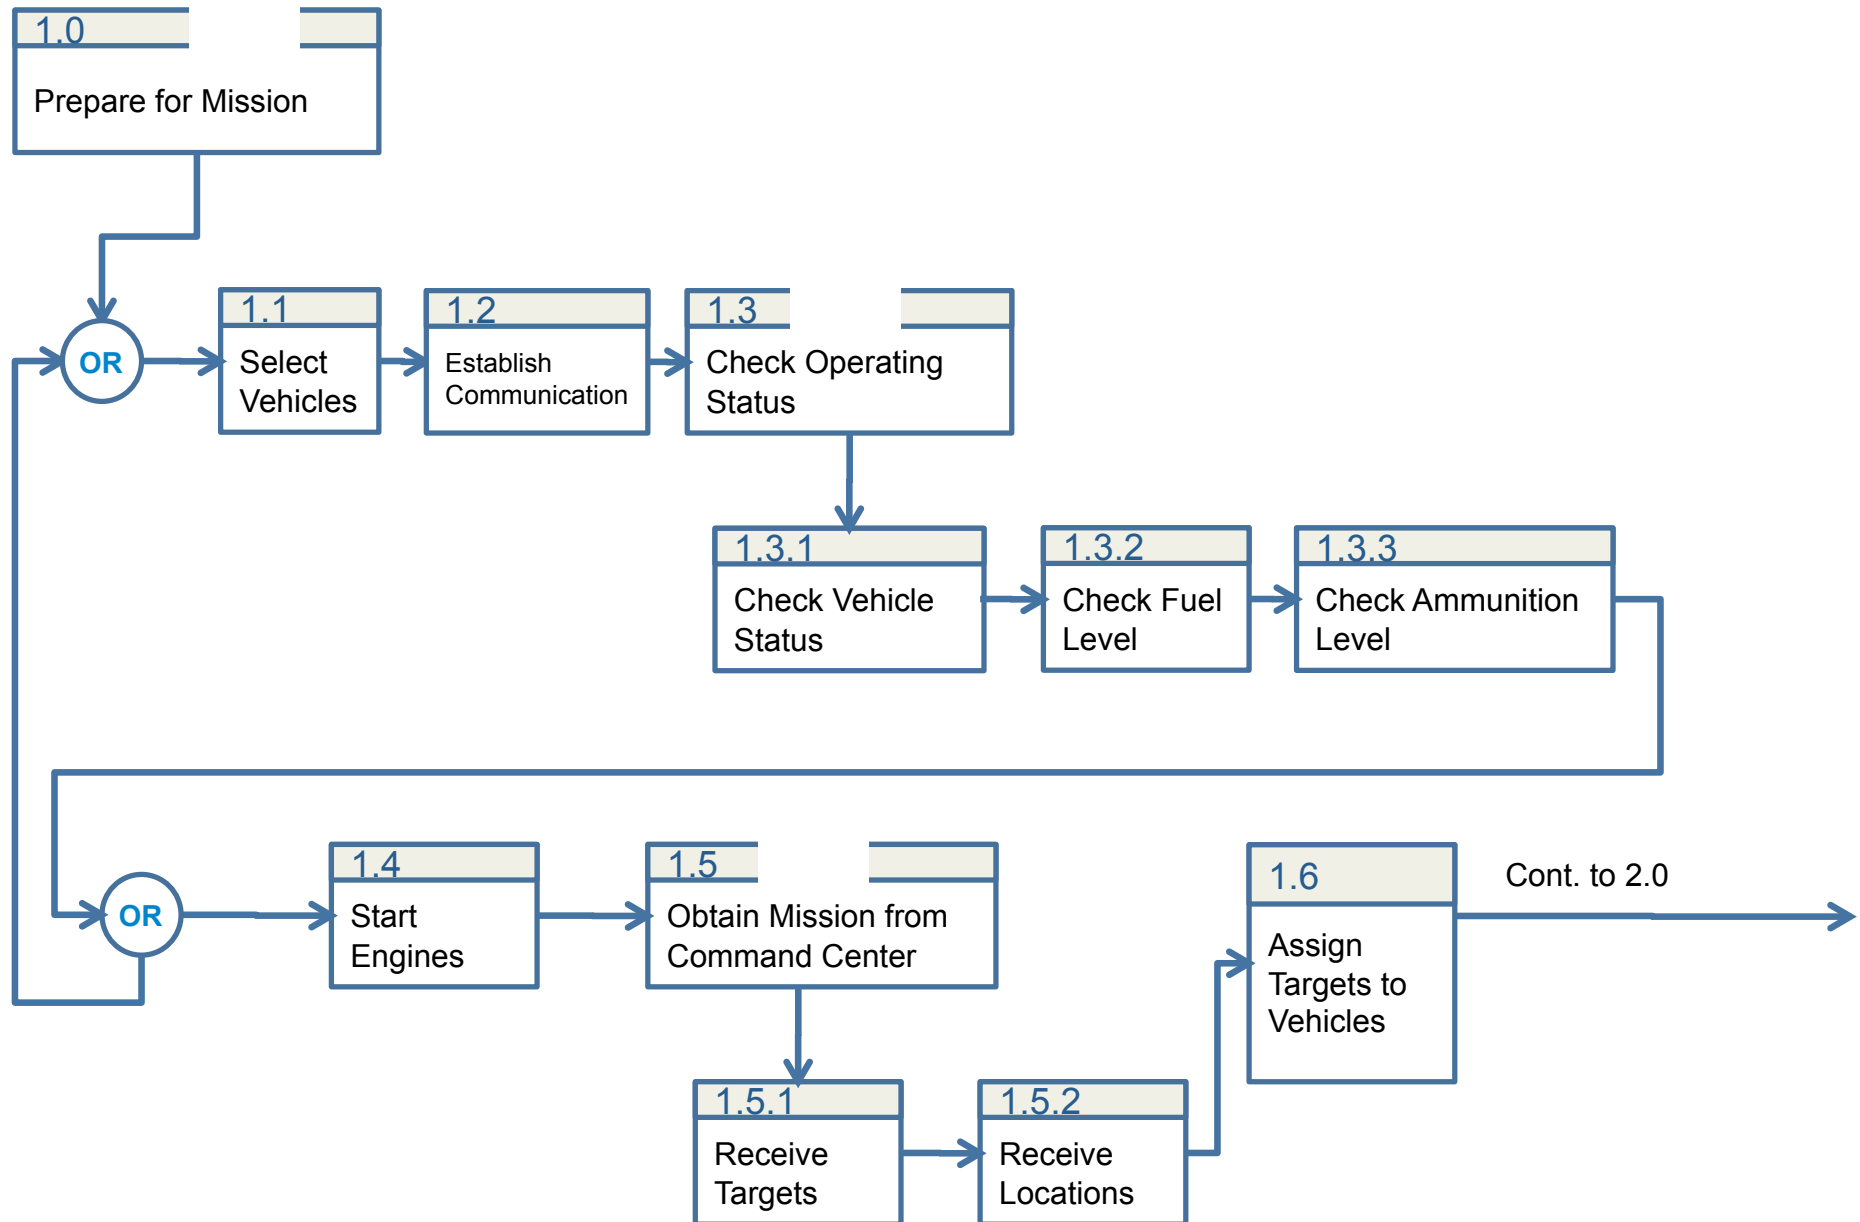 1.0
Prepare for Mission
OR
1.1
Select
Vehicles
1.2
Establish
Communication
1.3
Check Operating
Status
1.3.1
Check Vehicle
Status
1.3.2
Check Fuel
Level
1.3.3
Check Ammunition
Level
OR
1.4
Start
Engines
1.5
Obtain Mission from
Command Center
1.5.1
Receive
Targets
1.5.2
Receive
Locations
1.6
Assign
Targets to
Vehicles
Cont. to 2.0